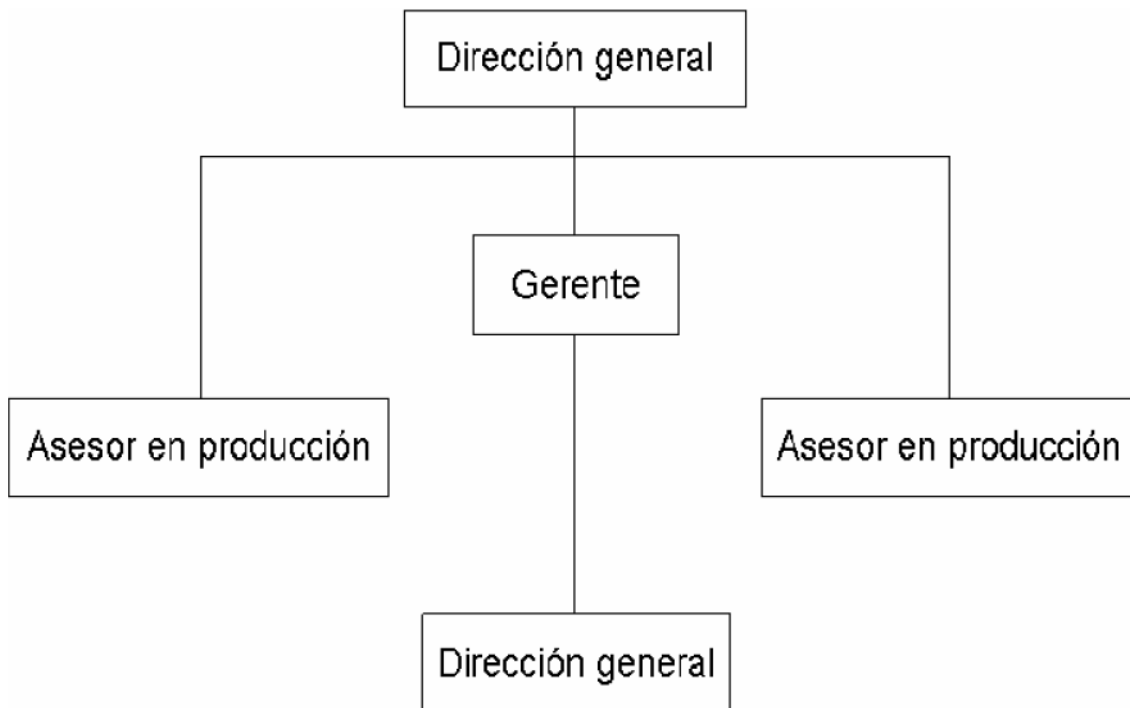 Dirección general
Gerente
Asesor en producción
Asesor en producción
Dirección general